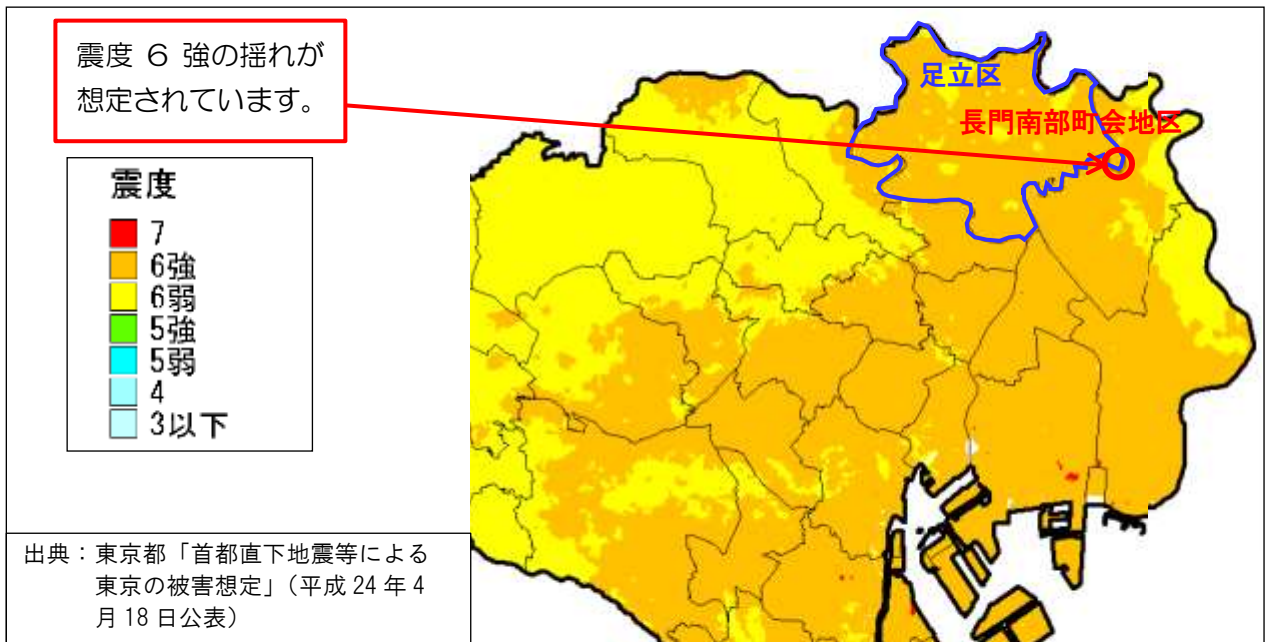 震度 6 強の揺れが
想定されています。
足立区
長門南部町会地区
震度
7
6強
6弱
5強
5弱
4
3以下
出典：東京都「首都直下地震等による
東京の被害想定」（平成 24 年 4
月 18 日公表）